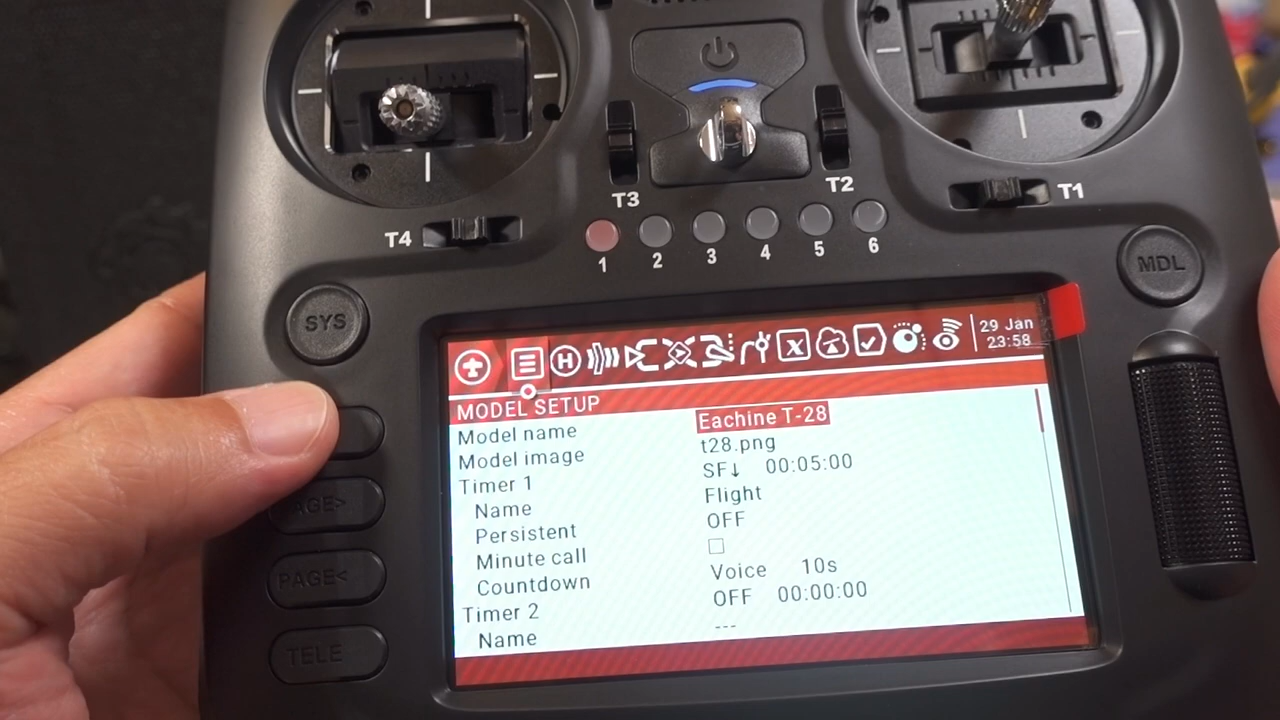 T3
T2
T1
T4
1 2 3 4 5 6
SYS
MDL
29 Jan
23:58
MODEL SETUP
Model name Eachine T-28
Model image t28.png
Timer 1 SF↓ 00:05:00
Name Flight
Persistent OFF
Minute call ☐
Countdown Voice 10s
Timer 2 OFF 00:00:00
Name ---
PAGE<
TELE